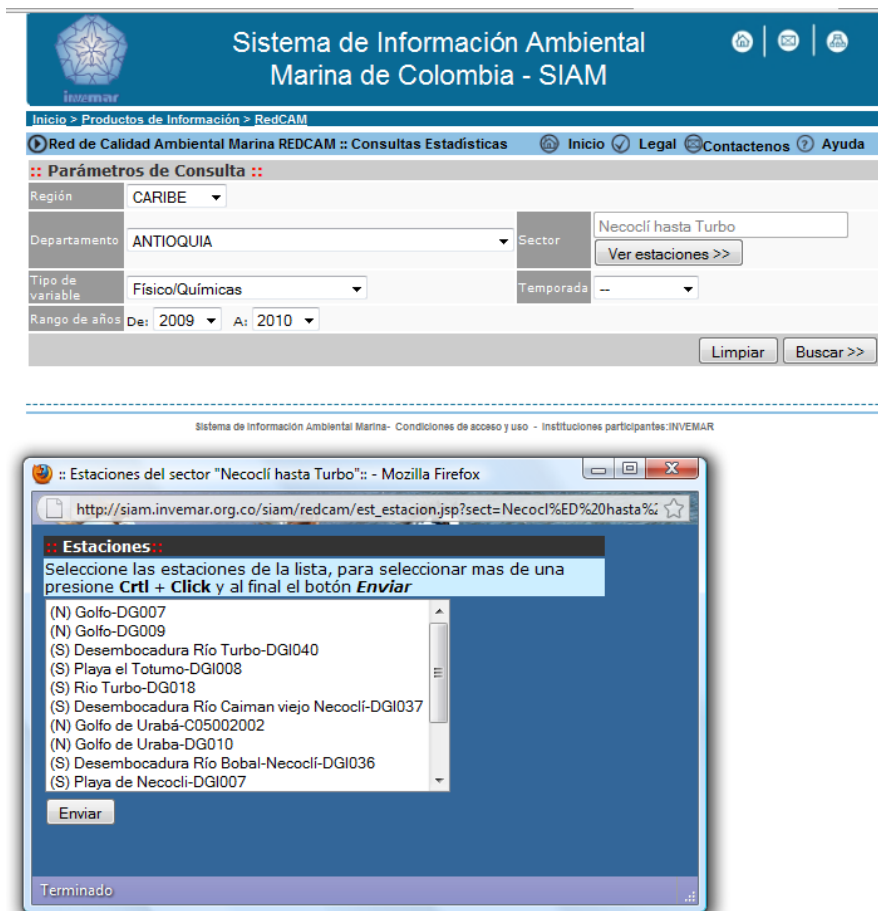 Sistema de Información Ambiental
Marina de Colombia - SIAM
invemar
Inicio > Productos de Información > RedCAM
Red de Calidad Ambiental Marina REDCAM :: Consultas Estadísticas Inicio Legal Contactenos ? Ayuda
:: Parámetros de Consulta ::
Región CARIBE
Departamento ANTIOQUIA Sector Necoclí hasta Turbo
Ver estaciones >>
Tipo de variable Físico/Químicas Temporada --
Rango de años De: 2009 A: 2010
Limpiar Buscar >>
Sistema de Información Ambiental Marina- Condiciones de acceso y uso - Instituciones participantes:INVEMAR
:: Estaciones del sector "Necoclí hasta Turbo":: - Mozilla Firefox
http://siam.invemar.org.co/siam/redcam/est_estacion.jsp?sect=Necocl%ED%20hasta%2
:: Estaciones::
Seleccione las estaciones de la lista, para seleccionar mas de una
presione Crtl + Click y al final el botón Enviar
(N) Golfo-DG007
(N) Golfo-DG009
(S) Desembocadura Río Turbo-DGI040
(S) Playa el Totumo-DGI008
(S) Rio Turbo-DG018
(S) Desembocadura Río Caiman viejo Necoclí-DGI037
(N) Golfo de Urabá-C05002002
(N) Golfo de Uraba-DG010
(S) Desembocadura Río Bobal-Necoclí-DGI036
(S) Playa de Necocli-DGI007
Enviar
Terminado